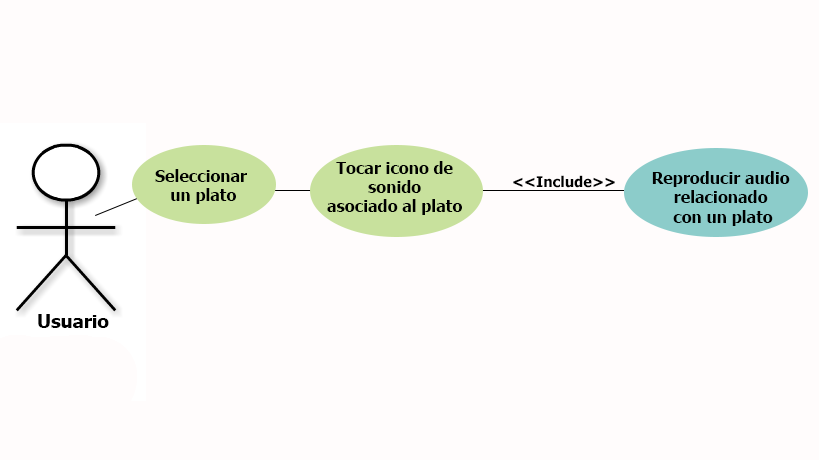 Usuario
Seleccionar
un plato
Tocar icono de
sonido
asociado al plato
<<Include>>
Reproducir audio
relacionado
con un plato